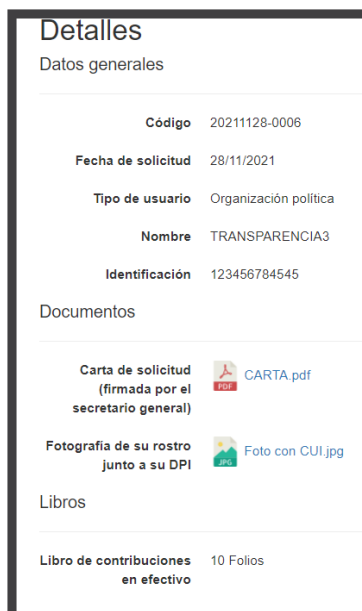 Detalles
Datos generales
Código 20211128-0006
Fecha de solicitud 28/11/2021
Tipo de usuario Organización política
Nombre TRANSPARENCIA3
Identificación 123456784545
Documentos
Carta de solicitud
(firmada por el
secretario general)
PDF CARTA.pdf
Fotografía de su rostro
junto a su DPI
JPG Foto con CUI.jpg
Libros
Libro de contribuciones
en efectivo
10 Folios